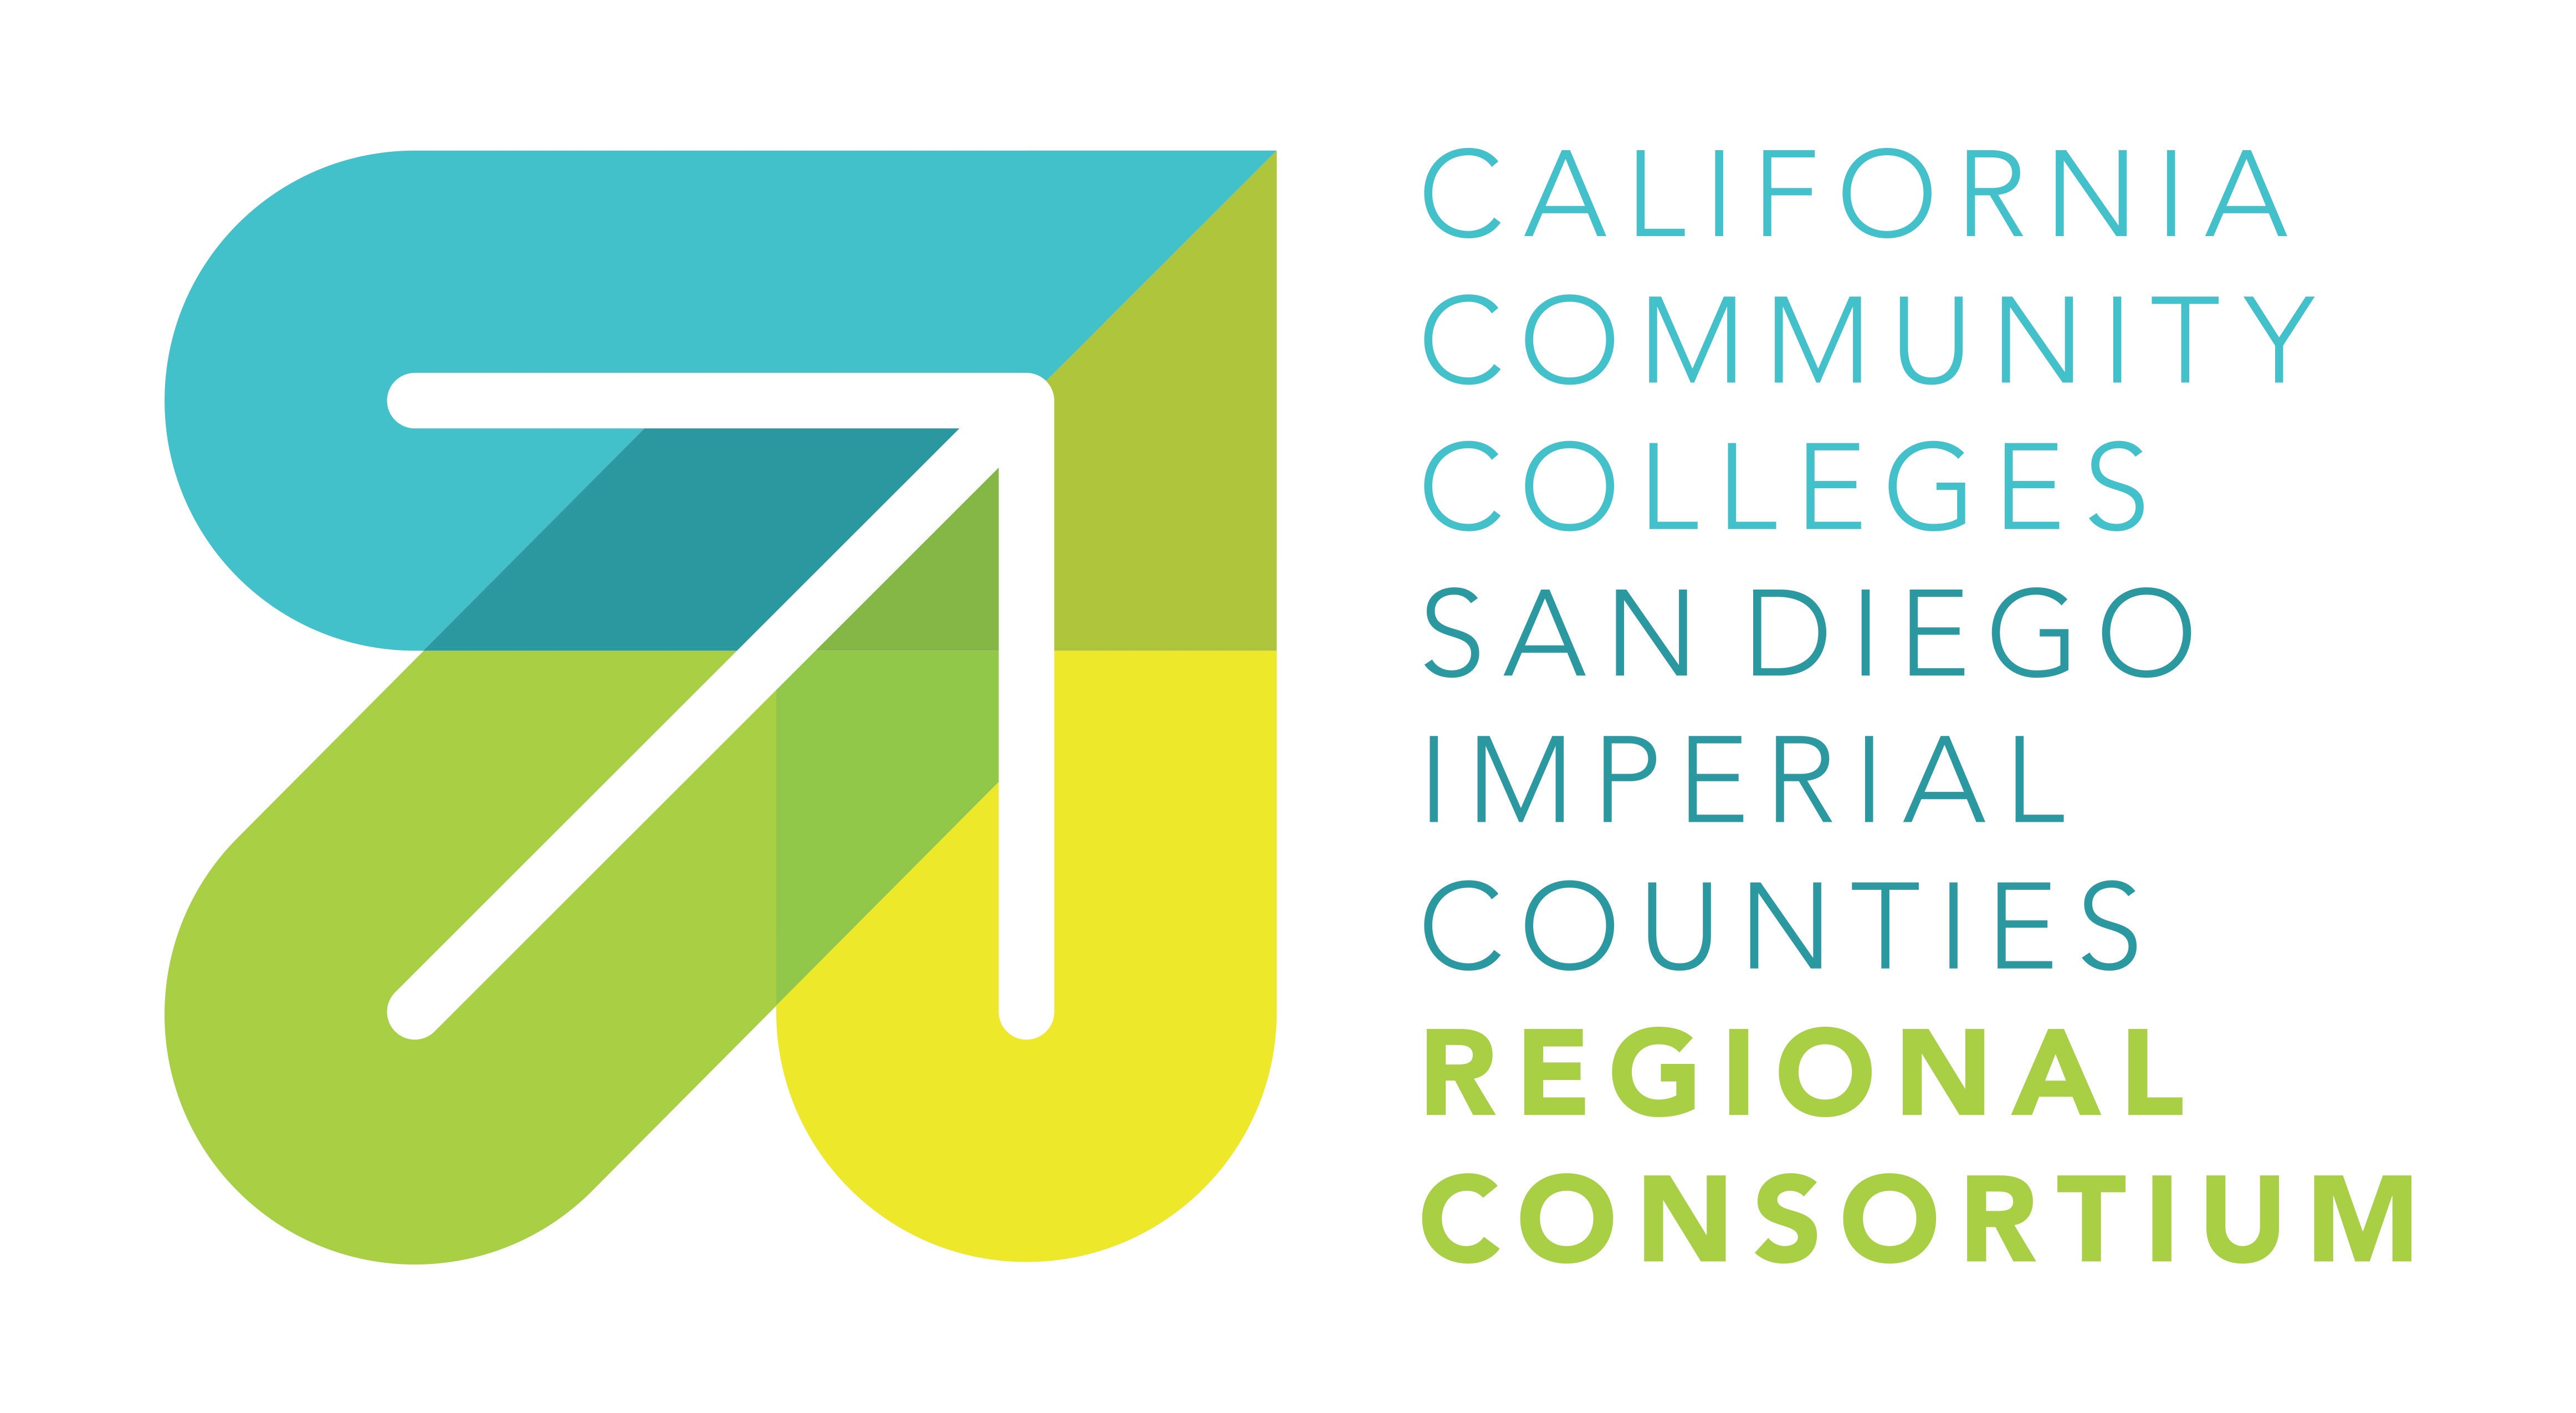 CALIFORNIA
COMMUNITY
COLLEGES
SAN DIEGO
IMPERIAL
COUNTIES
REGIONAL
CONSORTIUM